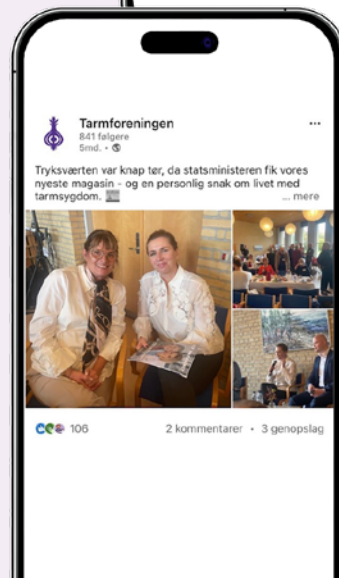 Tarmforeningen
841 følgere
5md. •
Tryksværten var knap tør, da statsministeren fik vores
nyeste magasin - og en personlig snak om livet med
tarmsygdom.
... mere
106
2 kommentarer • 3 genopslag